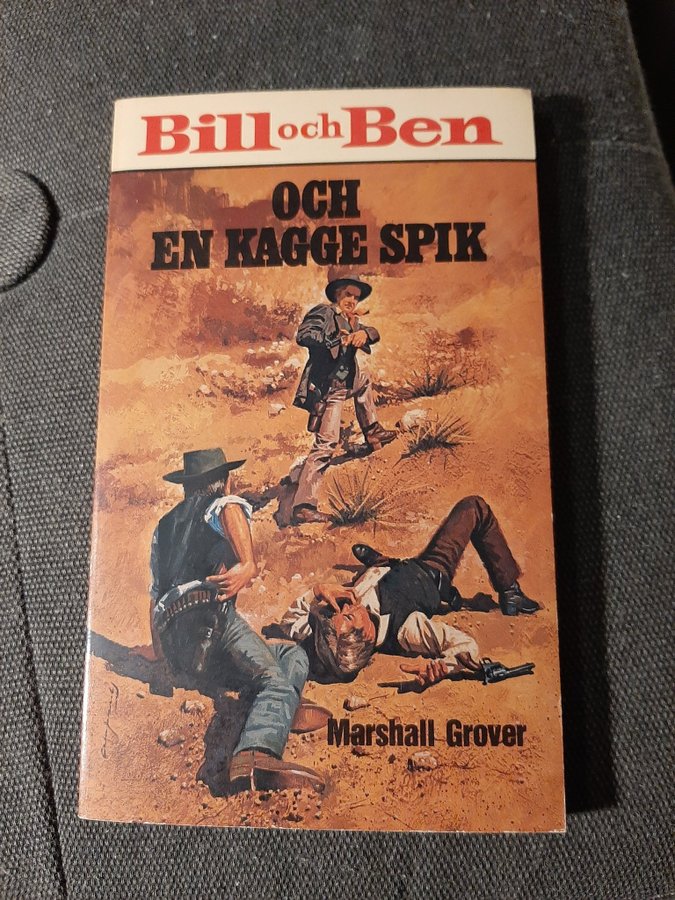 Bill och Ben
OCH
EN KAGGE SPIK
Marshall Grover